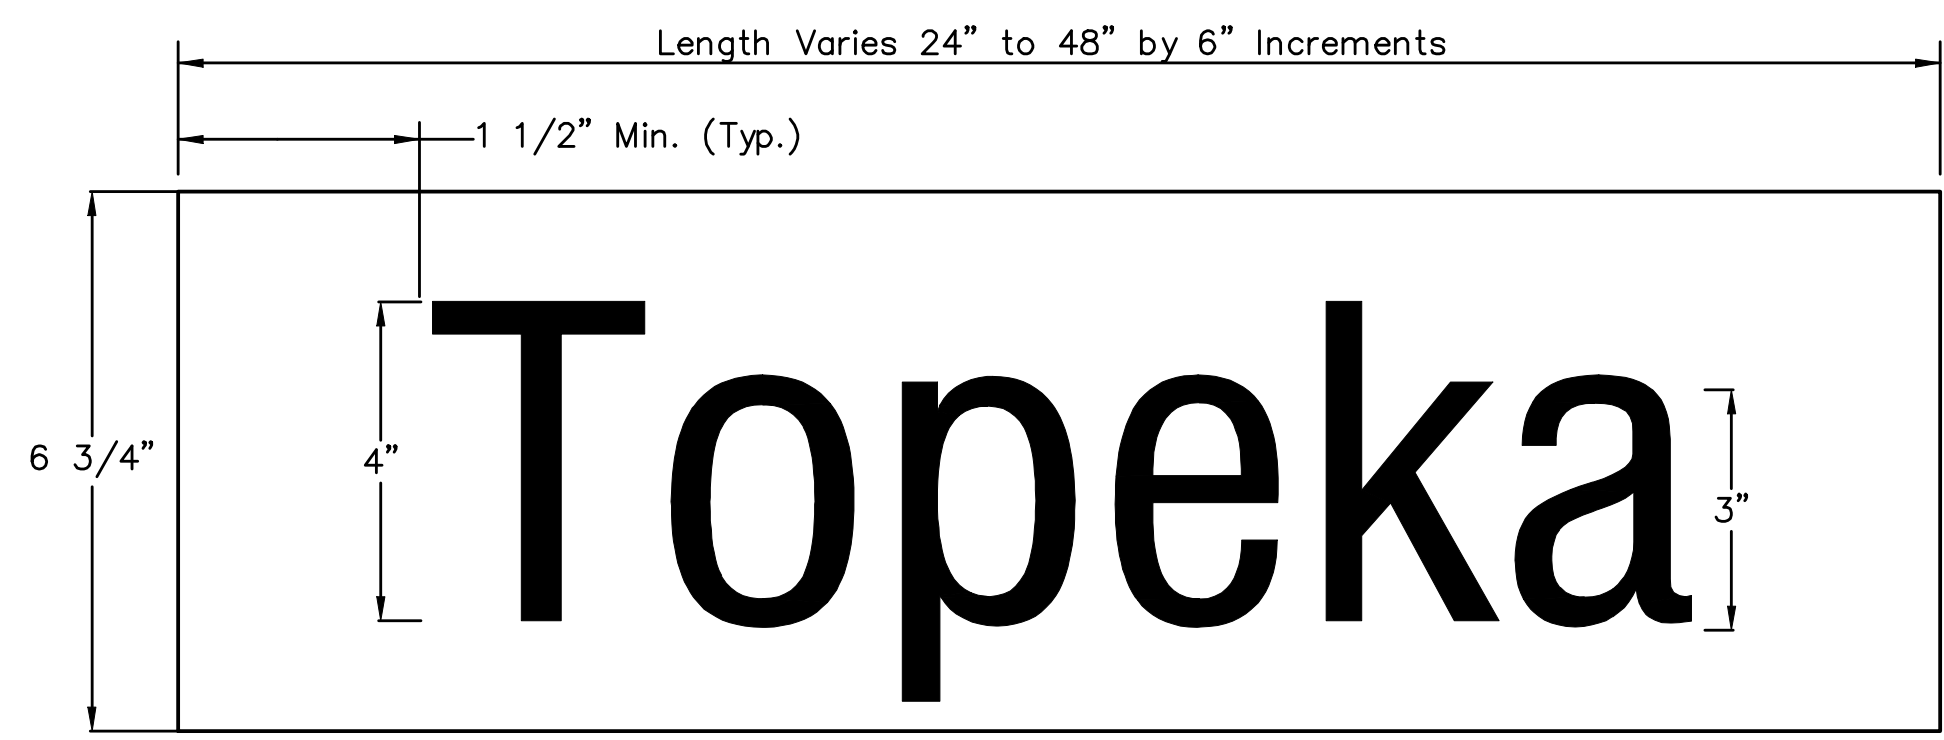 Length Varies 24” to 48” by 6” Increments
1 1/2” Min. (Typ.)
6 3/4”
4”
Topeka
3”